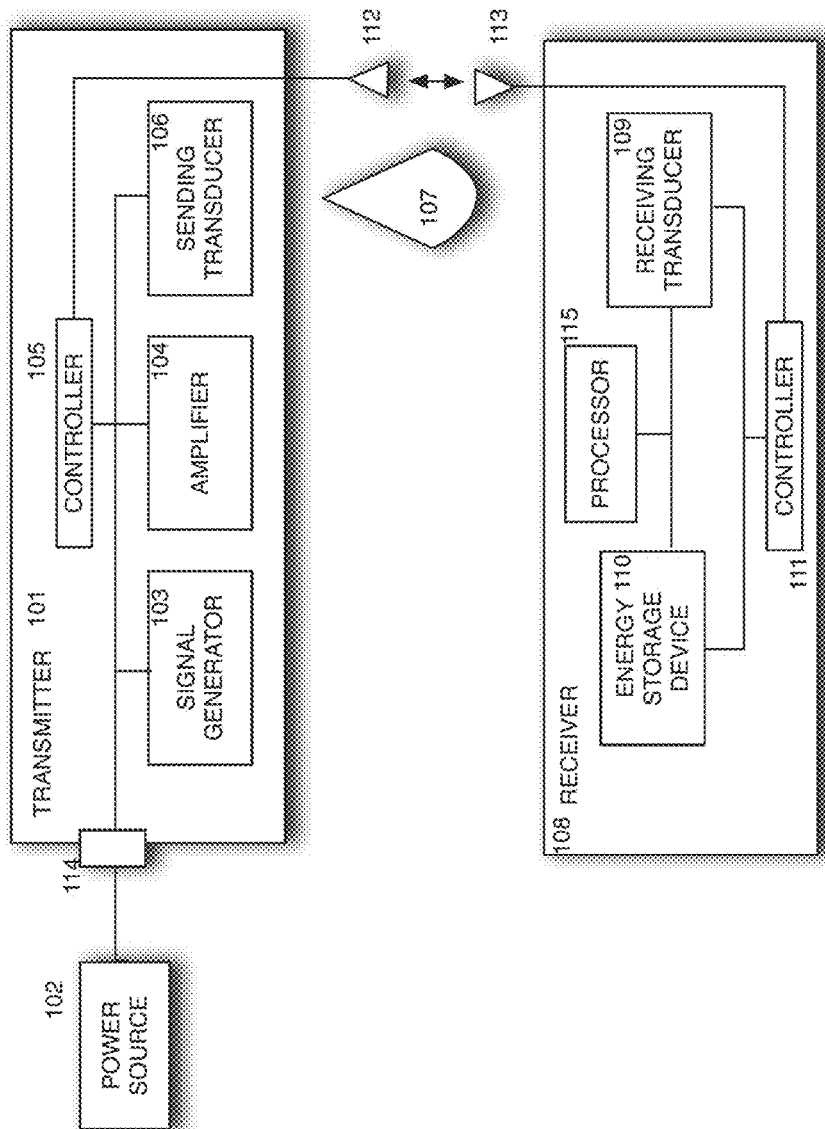 102
POWER
SOURCE
114
TRANSMITTER 101
105
CONTROLLER
103
SIGNAL
GENERATOR
104
AMPLIFIER
106
SENDING
TRANSDUCER
107
112
113
108
RECEIVER
110
ENERGY
STORAGE
DEVICE
115
PROCESSOR
109
RECEIVING
TRANSDUCER
CONTROLLER
111